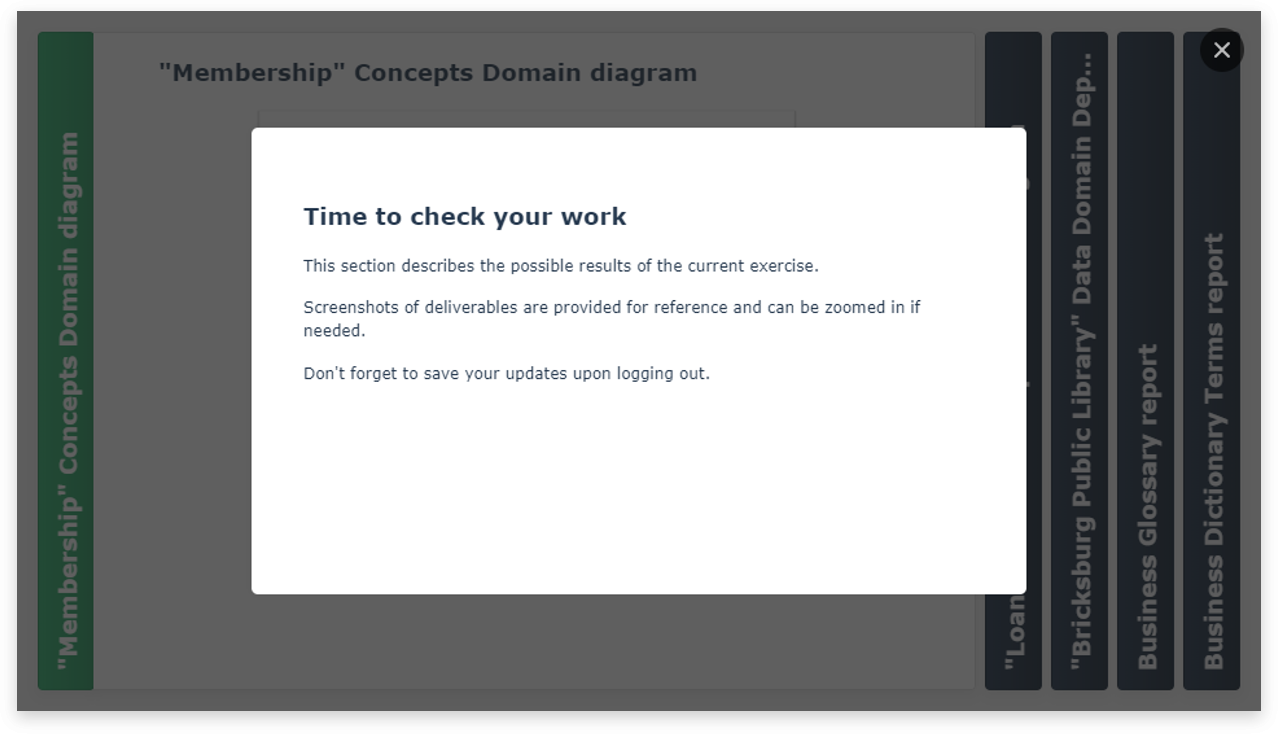 "Membership" Concepts Domain diagram
"Membership" Concepts Domain diagram
Time to check your work
This section describes the possible results of the current exercise.
Screenshots of deliverables are provided for reference and can be zoomed in if
needed.
Don't forget to save your updates upon logging out.
"Loan
"Bricksburg Public Library" Data Domain Dep...
Business Glossary report
Business Dictionary Terms report